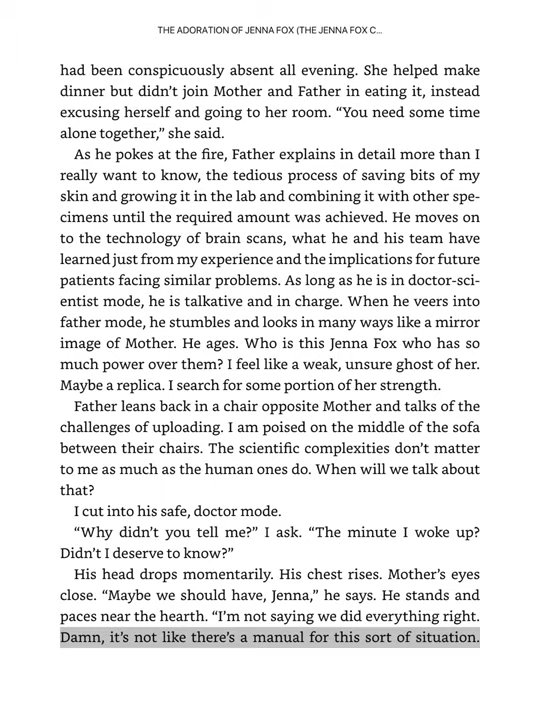 THE ADORATION OF JENNA FOX (THE JENNA FOX C...
had been conspicuously absent all evening. She helped make
dinner but didn’t join Mother and Father in eating it, instead
excusing herself and going to her room. “You need some time
alone together,” she said.
As he pokes at the fire, Father explains in detail more than I
really want to know, the tedious process of saving bits of my
skin and growing it in the lab and combining it with other spe-
cimens until the required amount was achieved. He moves on
to the technology of brain scans, what he and his team have
learned just from my experience and the implications for future
patients facing similar problems. As long as he is in doctor-sci-
entist mode, he is talkative and in charge. When he veers into
father mode, he stumbles and looks in many ways like a mirror
image of Mother. He ages. Who is this Jenna Fox who has so
much power over them? I feel like a weak, unsure ghost of her.
Maybe a replica. I search for some portion of her strength.
Father leans back in a chair opposite Mother and talks of the
challenges of uploading. I am poised on the middle of the sofa
between their chairs. The scientific complexities don’t matter
to me as much as the human ones do. When will we talk about
that?
I cut into his safe, doctor mode.
“Why didn’t you tell me?” I ask. “The minute I woke up?
Didn’t I deserve to know?”
His head drops momentarily. His chest rises. Mother’s eyes
close. “Maybe we should have, Jenna,” he says. He stands and
paces near the hearth. “I’m not saying we did everything right.
Damn, it’s not like there’s a manual for this sort of situation.